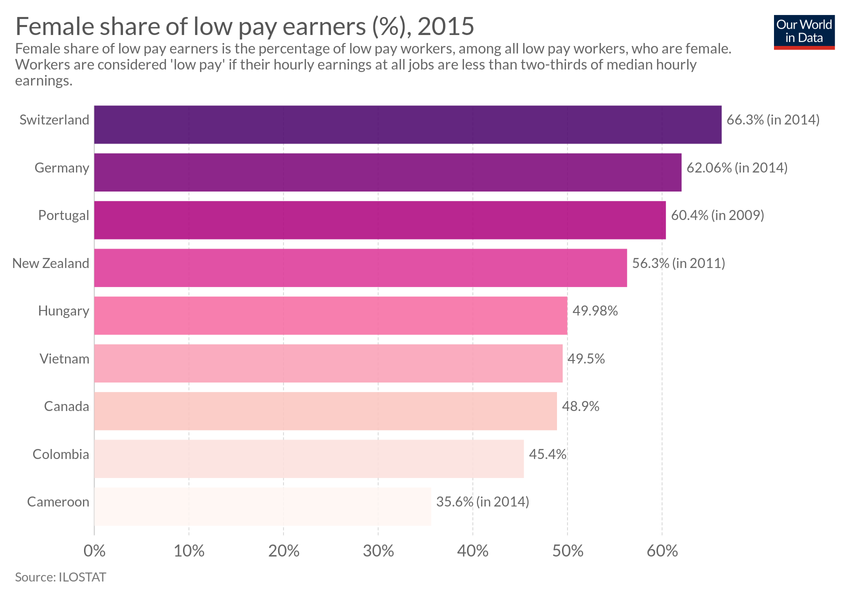 Female share of low pay earners (%), 2015
Our World
in Data
Female share of low pay earners is the percentage of low pay workers, among all low pay workers, who are female.
Workers are considered 'low pay' if their hourly earnings at all jobs are less than two-thirds of median hourly
earnings.
Switzerland 66.3% (in 2014)
Germany 62.06% (in 2014)
Portugal 60.4% (in 2009)
New Zealand 56.3% (in 2011)
Hungary 49.98%
Vietnam 49.5%
Canada 48.9%
Colombia 45.4%
Cameroon 35.6% (in 2014)
0% 10% 20% 30% 40% 50% 60%
Source: ILOSTAT